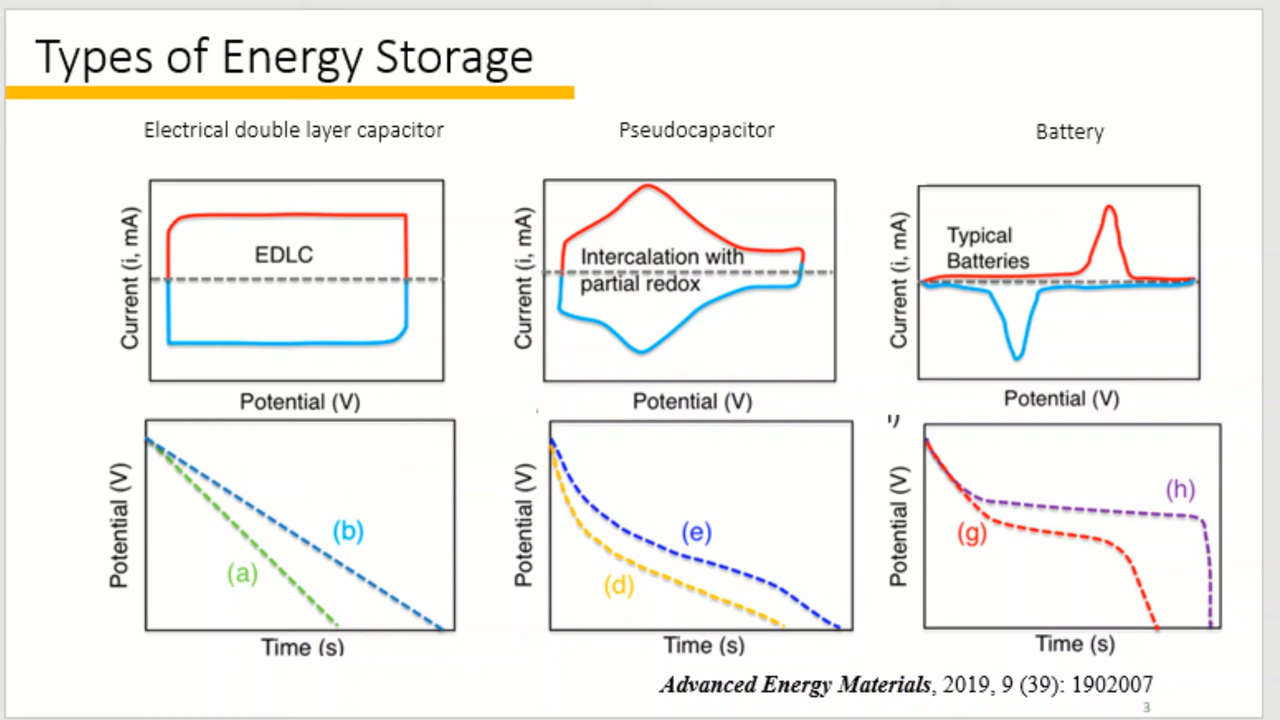 Types of Energy Storage
Electrical double layer capacitor
Pseudocapacitor
Battery
Current (i, mA)
EDLC
Potential (V)
Current (i, mA)
Intercalation with
partial redox
Potential (V)
Current (i, mA)
Typical
Batteries
Potential (V)
Potential (V)
(a)
(b)
Time (s)
Potential (V)
(d)
(e)
Time (s)
Potential (V)
(g)
(h)
Time (s)
Advanced Energy Materials, 2019, 9 (39): 1902007
3